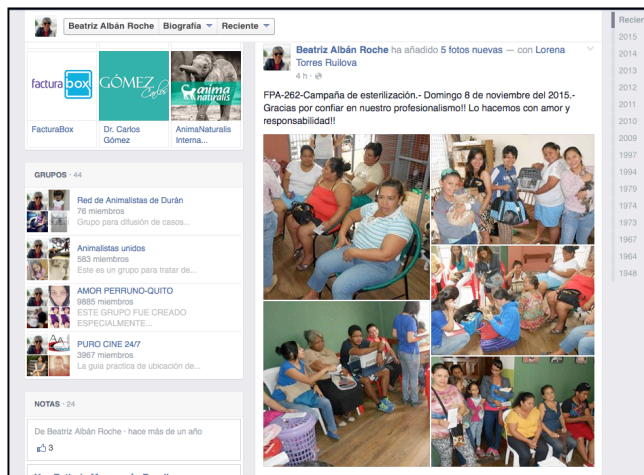 Beatriz Albán Roche Biografía Reciente
factura box
GÓMEZ
Carlos
anima
naturalis
FacturaBox
Dr. Carlos
Gómez
AnimaNaturalis
Interna...
GRUPOS · 44
Red de Animalistas de Durán
76 miembros
Grupo para difusión de casos...
Animalistas unidos
583 miembros
Este es un grupo para tratar de...
AMOR PERRUNO-QUITO
9885 miembros
ESTE GRUPO FUE CREADO
ESPECIALMENTE...
PURO CINE 24/7
3967 miembros
La guia practica de ubicación de...
NOTAS · 24
De Beatriz Albán Roche · hace más de un año
3
Beatriz Albán Roche ha añadido 5 fotos nuevas — con Lorena
Torres Ruilova
4 h ·
FPA-262-Campaña de esterilización.- Domingo 8 de noviembre del 2015.-
Gracias por confiar en nuestro profesionalismo!! Lo hacemos con amor y
responsabilidad!!
2015
2014
2013
2012
2011
2010
2009
1997
1994
1979
1974
1973
1967
1964
1948